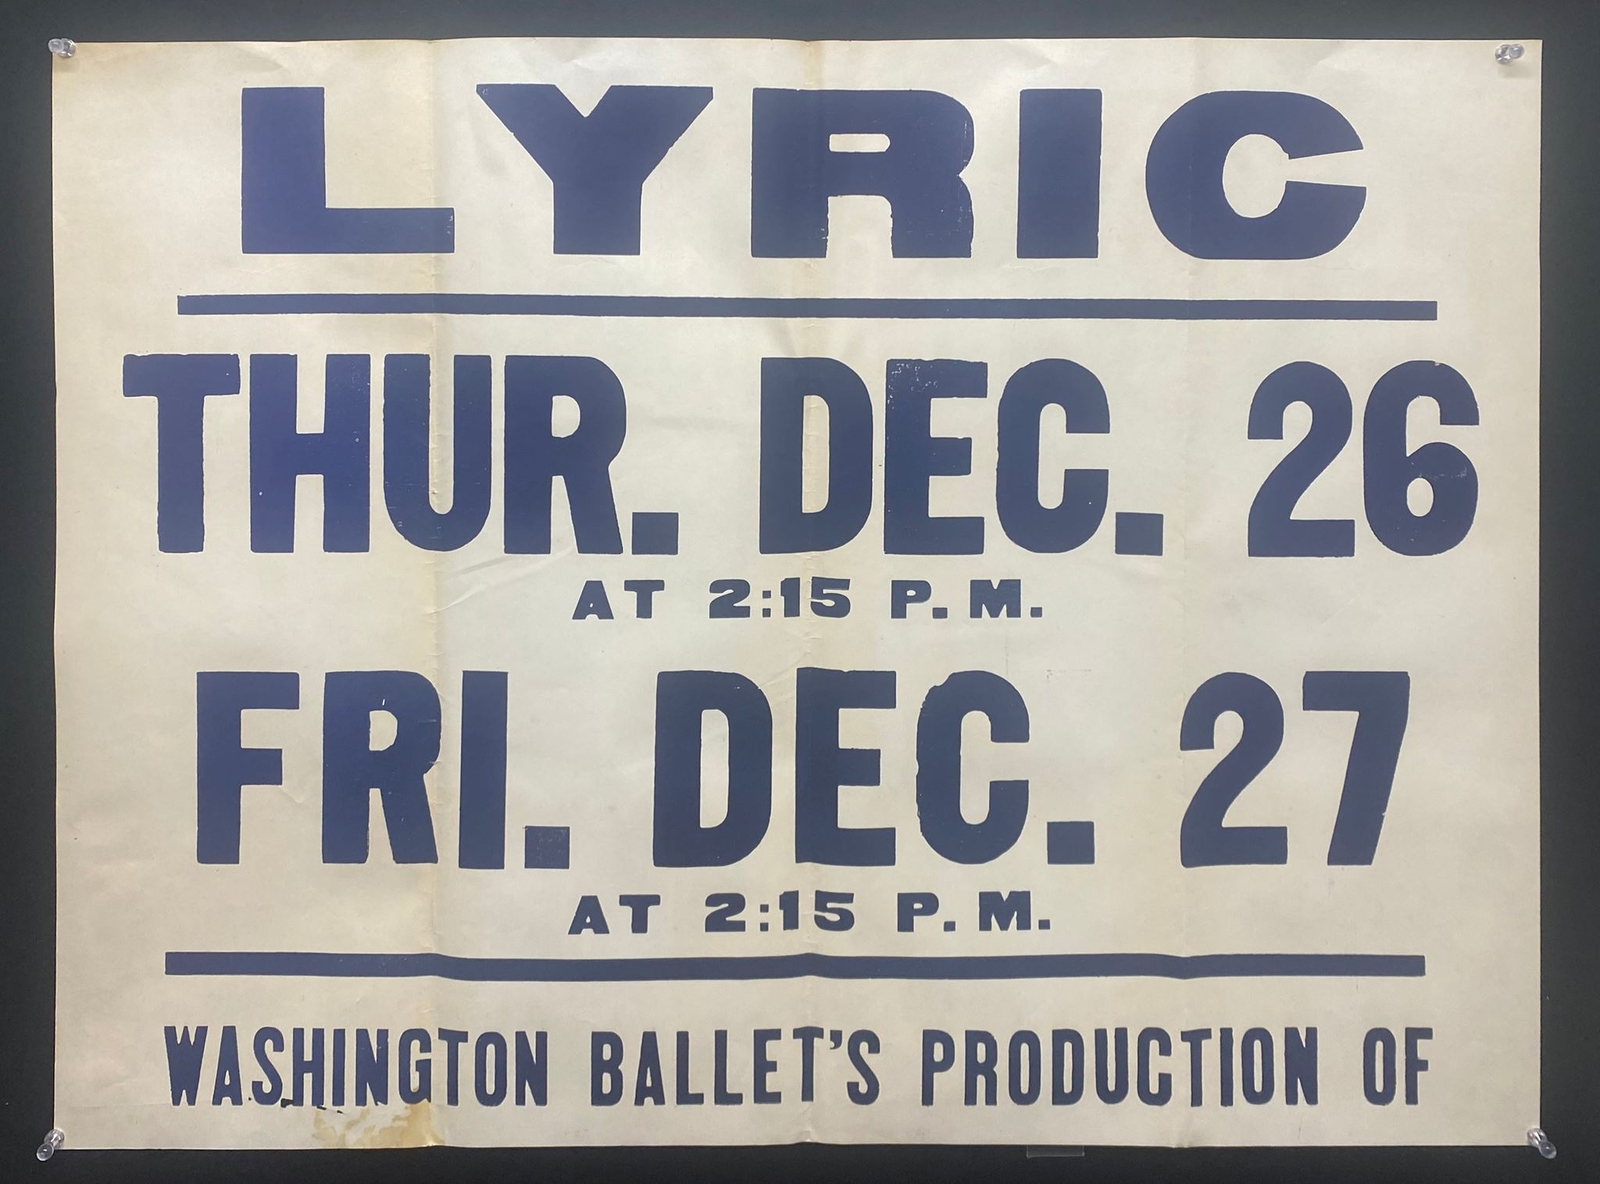 LYRIC
THUR. DEC. 26
AT 2:15 P.M.
FRI. DEC. 27
AT 2:15 P.M.
WASHINGTON BALLET'S PRODUCTION OF